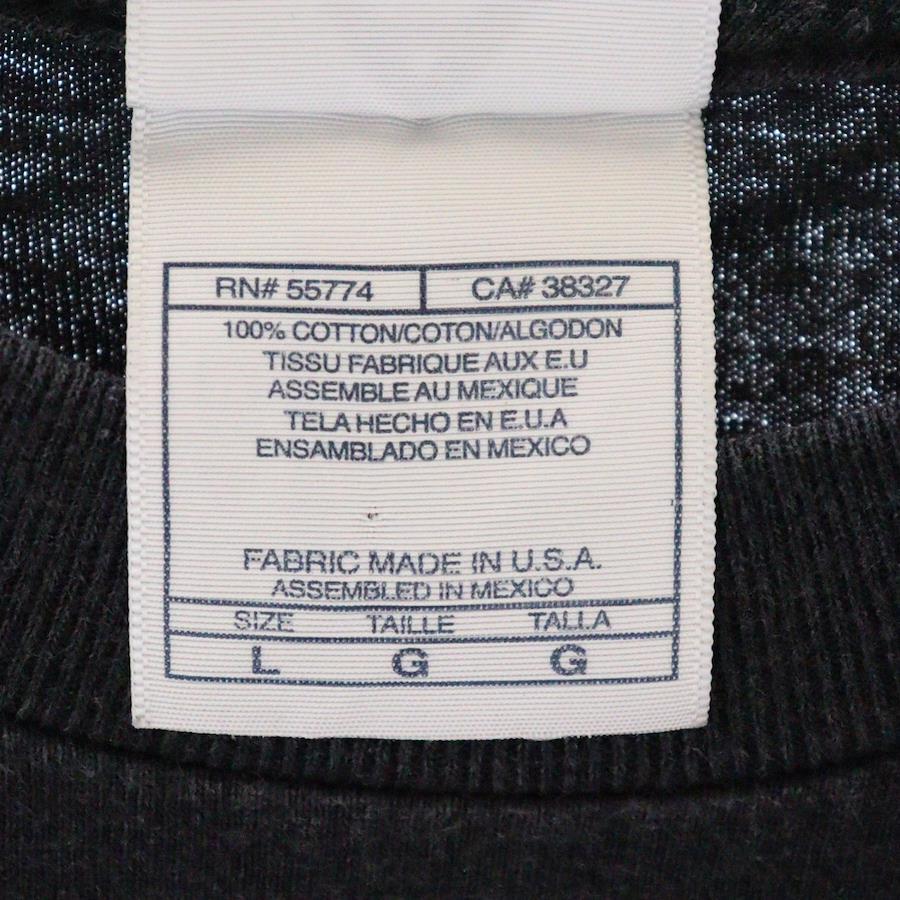 RN# 55774 CA# 38327
100% COTTON/COTON/ALGODON
TISSU FABRIQUE AUX E.U
ASSEMBLE AU MEXIQUE
TELA HECHO EN E.U.A
ENSAMBLADO EN MEXICO
FABRIC MADE IN U.S.A.
ASSEMBLED IN MEXICO
SIZE TAILLE TALLA
L G G